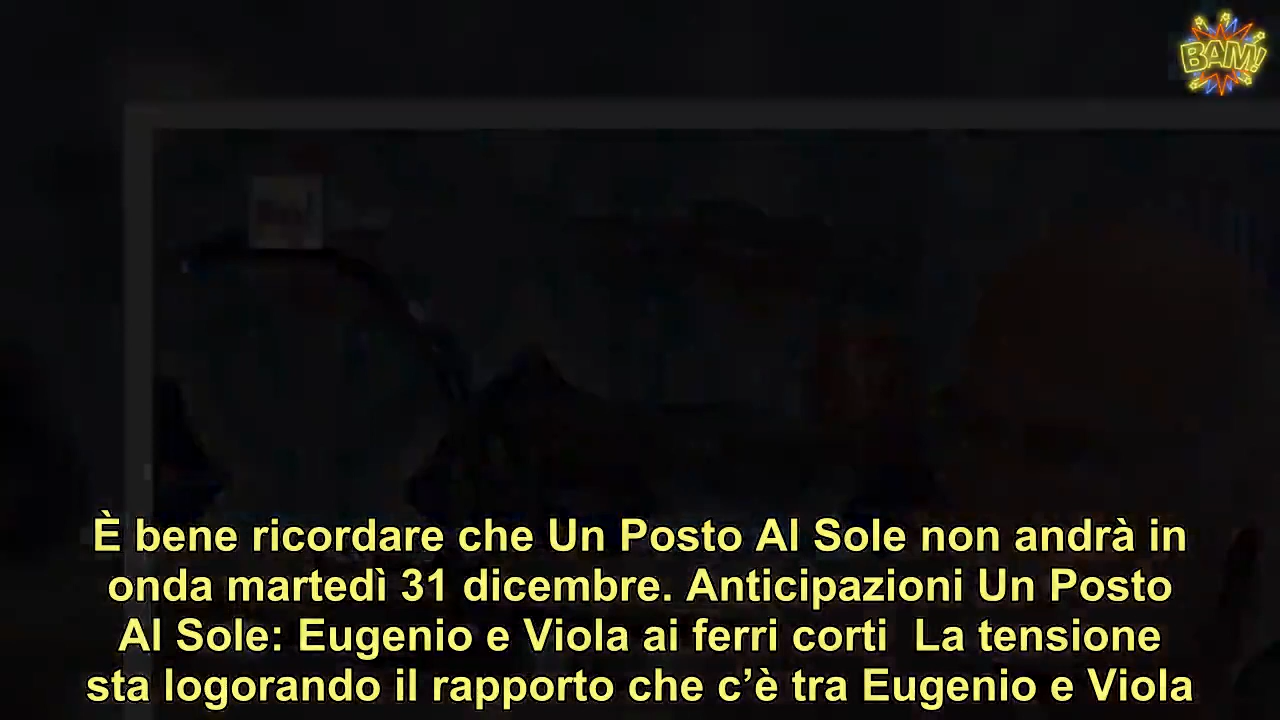 BAM!
È bene ricordare che Un Posto Al Sole non andrà in
onda martedì 31 dicembre. Anticipazioni Un Posto
Al Sole: Eugenio e Viola ai ferri corti  La tensione
sta logorando il rapporto che c’è tra Eugenio e Viola